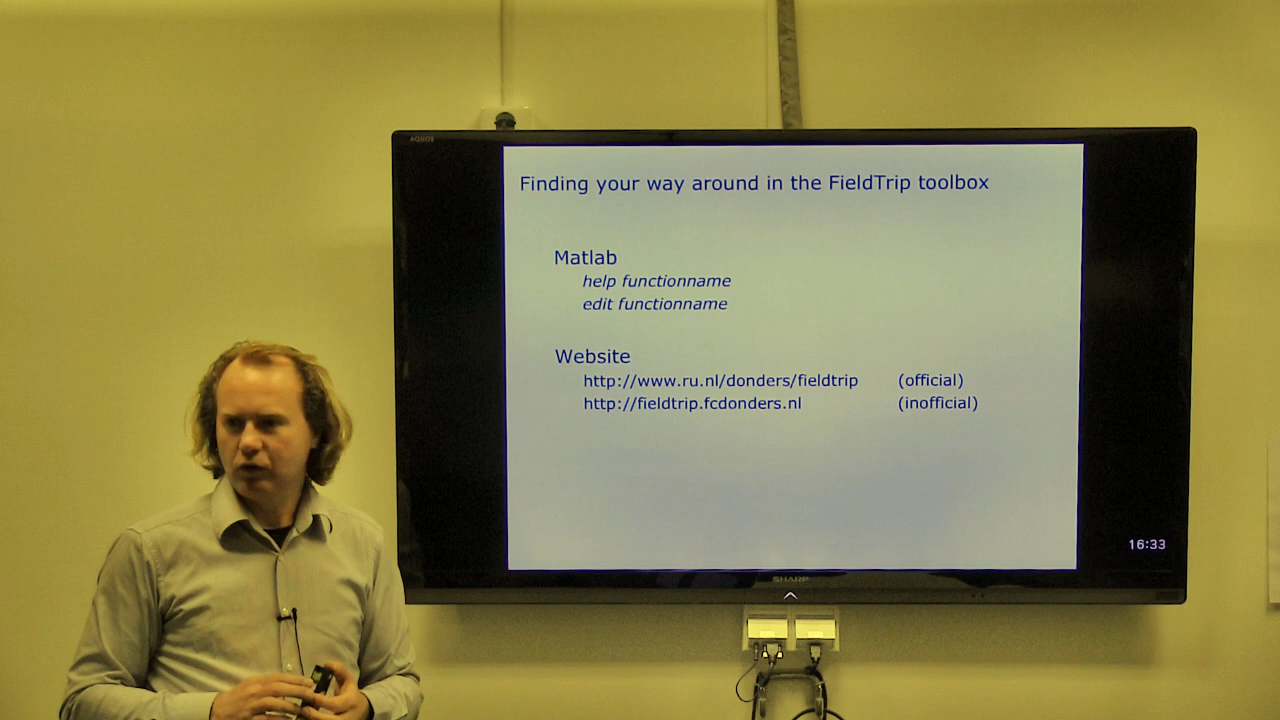 AQUOS
Finding your way around in the FieldTrip toolbox
Matlab
help functionname
edit functionname
Website
http://www.ru.nl/donders/fieldtrip (official)
http://fieldtrip.fcdonders.nl (inofficial)
16:33
SHARP